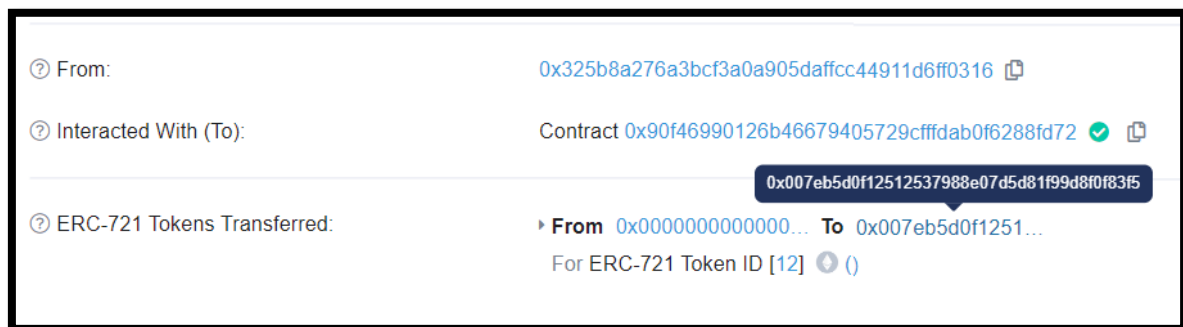 From: 0x325b8a276a3bcf3a0a905daffcc44911d6ff0316
Interacted With (To): Contract 0x90f46990126b46679405729cfffdab0f6288fd72
0x007eb5d0f12512537988e07d5d81f99d8f0f83f5
ERC-721 Tokens Transferred: From 0x0000000000000... To 0x007eb5d0f1251...
For ERC-721 Token ID [12] ()